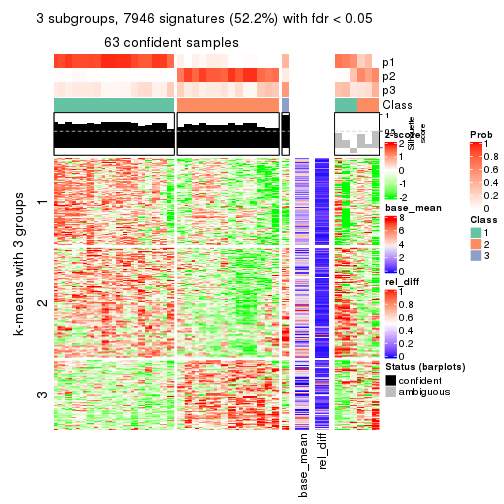 3 subgroups, 7946 signatures (52.2%) with fdr < 0.05
63 confident samples
p1
p2
p3
Class
1
0.5
Silhouette
score
k-means with 3 groups
1
2
3
base_mean
rel_diff
z-score
2
1
0
-1
-2
base_mean
8
6
4
2
0
rel_diff
1
0.8
0.6
0.4
0.2
0
Status (barplots)
confident
ambiguous
Prob
1
0.8
0.6
0.4
0.2
0
Class
1
2
3